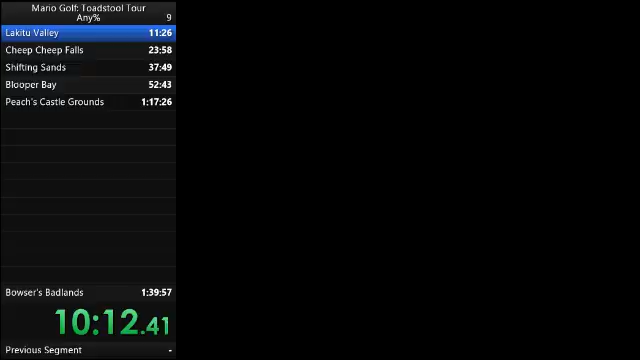 Mario Golf: Toadstool Tour
Any% 9
Lakitu Valley 11:26
Cheep Cheep Falls 23:58
Shifting Sands 37:49
Blooper Bay 52:43
Peach's Castle Grounds 1:17:26
Bowser's Badlands 1:39:57
10:12.41
Previous Segment -